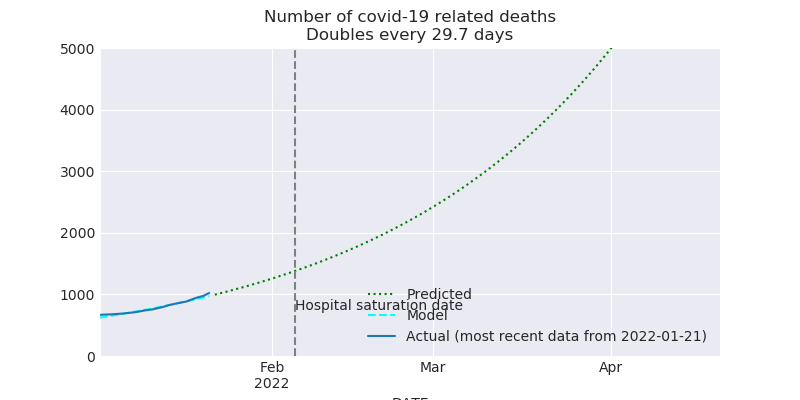 Number of covid-19 related deaths
Doubles every 29.7 days
5000
4000
3000
2000
1000
0
Hospital saturation date
Predicted
Model
Actual (most recent data from 2022-01-21)
Feb
2022
Mar
Apr
DATE